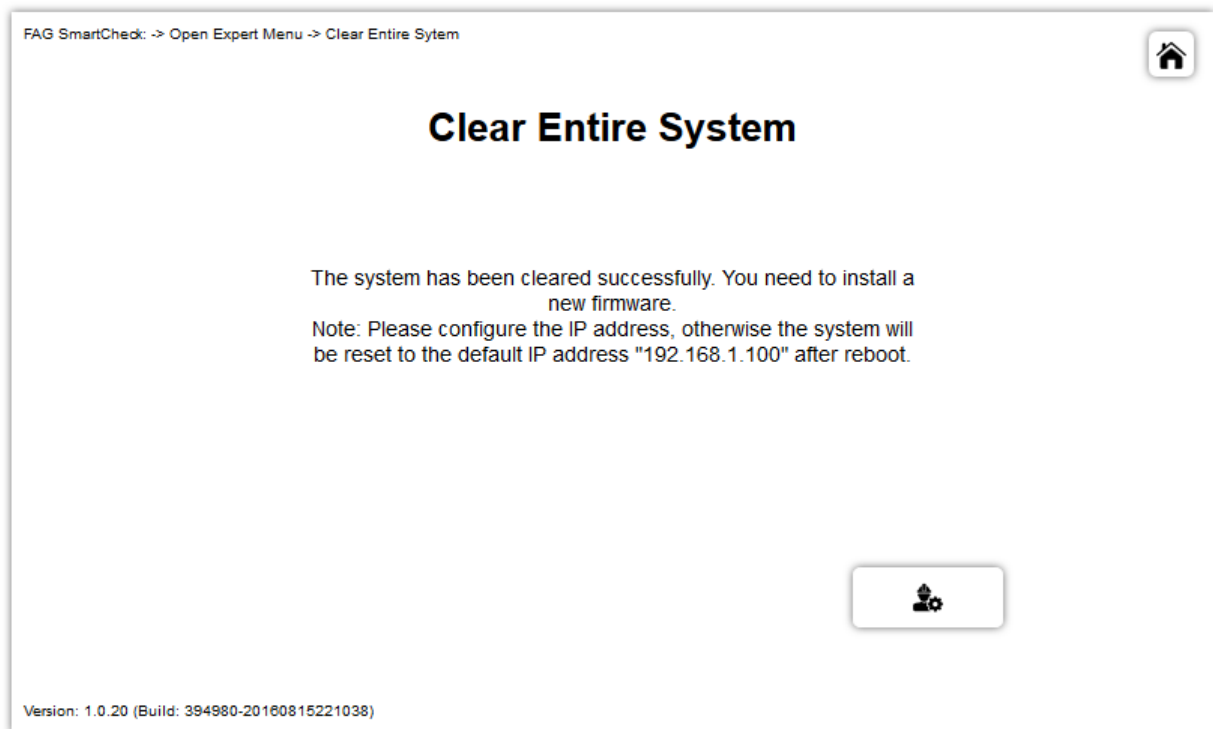 FAG SmartCheck: -> Open Expert Menu -> Clear Entire Sytem
Clear Entire System
The system has been cleared successfully. You need to install a
new firmware.
Note: Please configure the IP address, otherwise the system will
be reset to the default IP address "192.168.1.100" after reboot.
Version: 1.0.20 (Build: 394980-20160815221038)